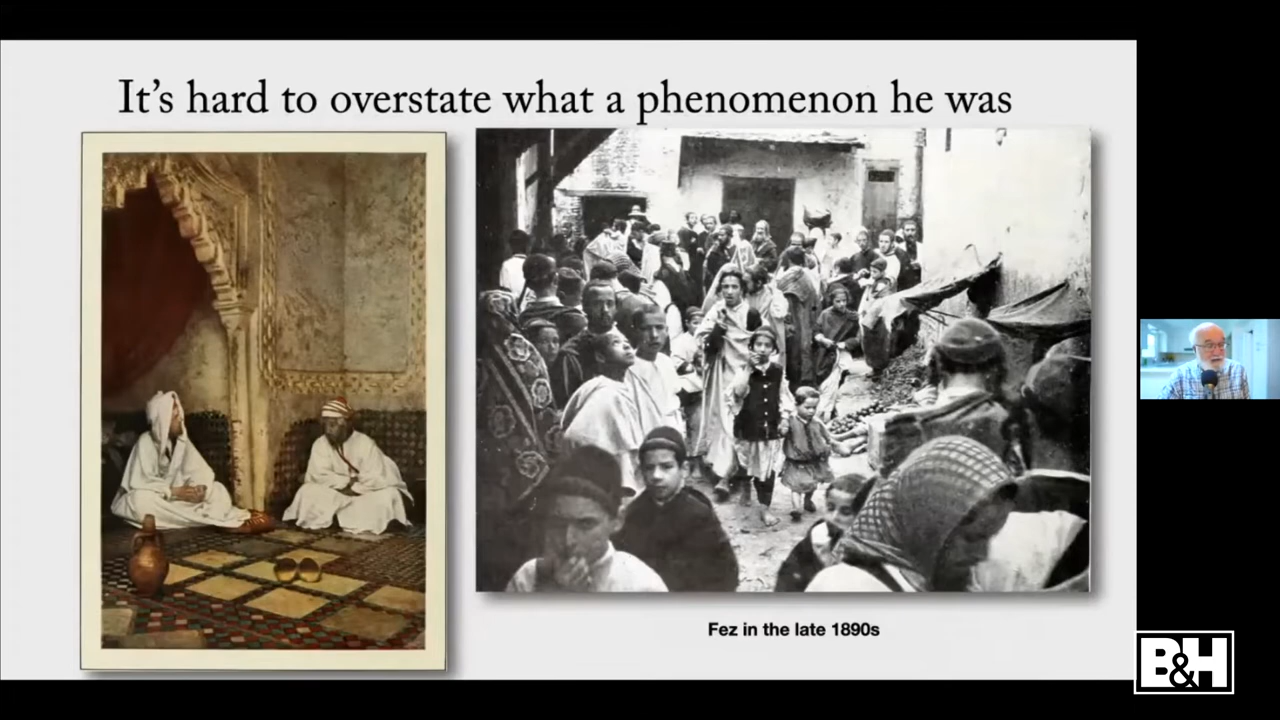 It's hard to overstate what a phenomenon he was
Fez in the late 1890s
B&H